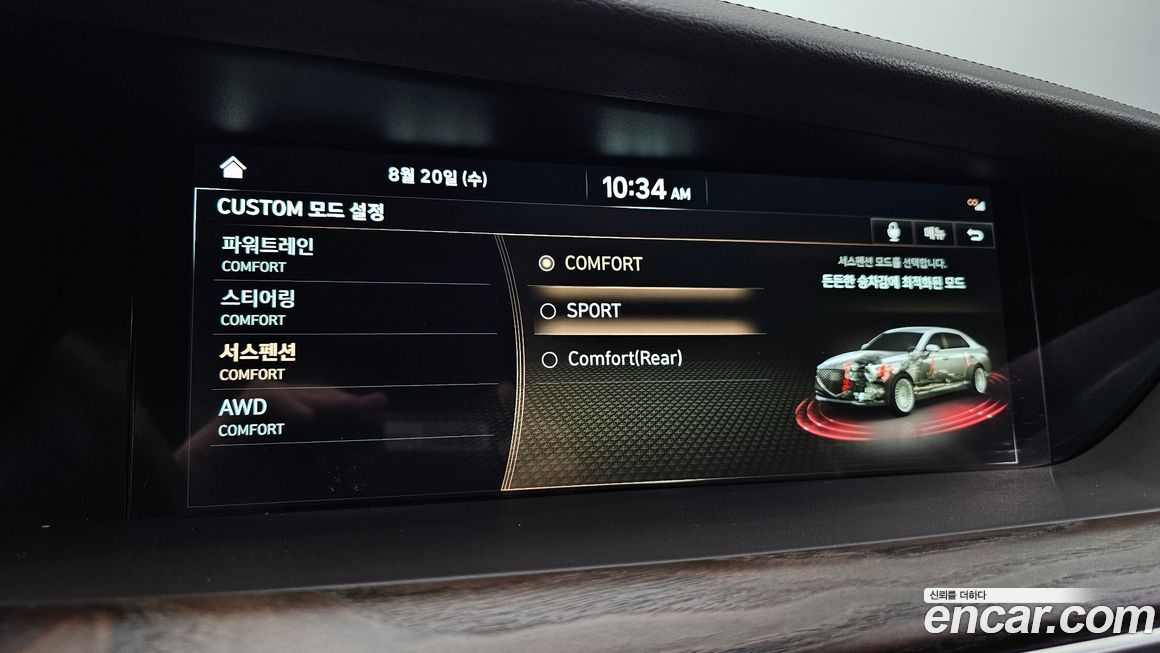 8월 20일 (수)
10:34 AM
CUSTOM 모드 설정
메뉴
파워트레인
COMFORT
스티어링
COMFORT
서스펜션
COMFORT
AWD
COMFORT
COMFORT
SPORT
Comfort(Rear)
서스펜션 모드를 선택합니다.
든든한 승차감에 최적화된 모드
신뢰를 더하다
encar.com